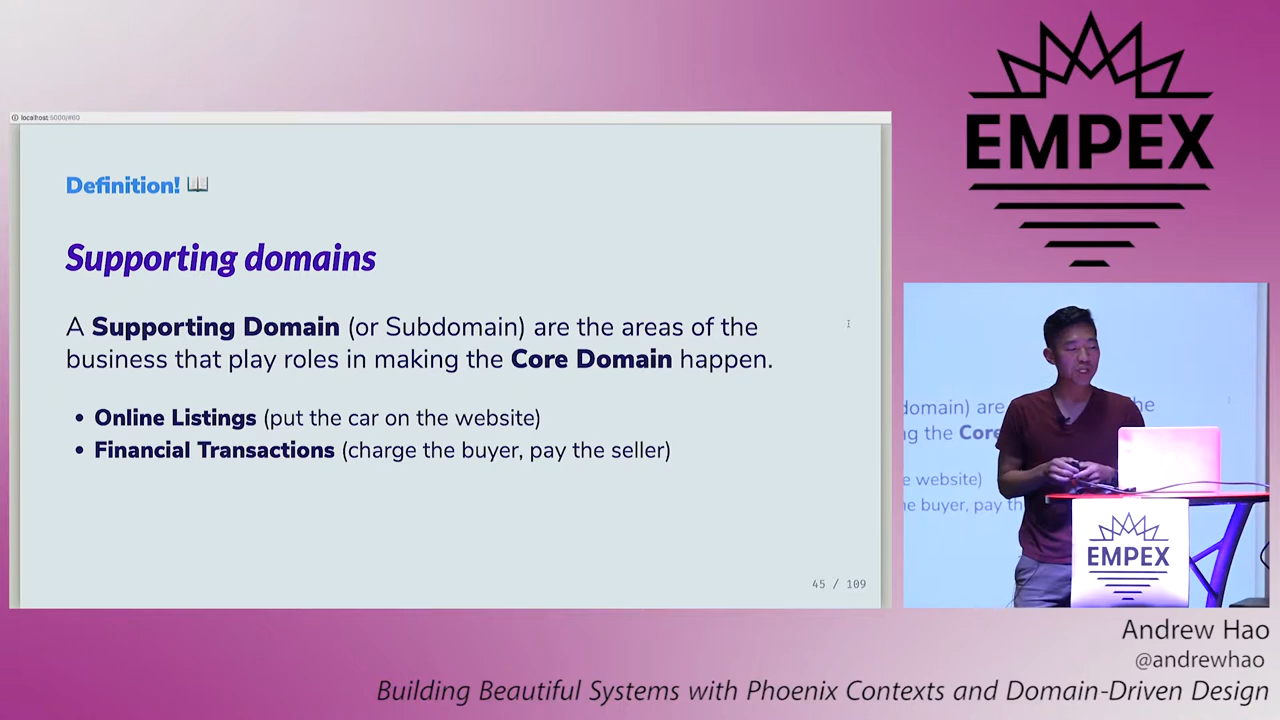 EMPEX
localhost:5000/#60
Definition!
Supporting domains
A Supporting Domain (or Subdomain) are the areas of the
business that play roles in making the Core Domain happen.
• Online Listings (put the car on the website)
• Financial Transactions (charge the buyer, pay the seller)
45 / 109
domain) are
he
ng the Core
e website)
he buyer, pay th
EMPEX
Andrew Hao
@andrewhao
Building Beautiful Systems with Phoenix Contexts and Domain-Driven Design